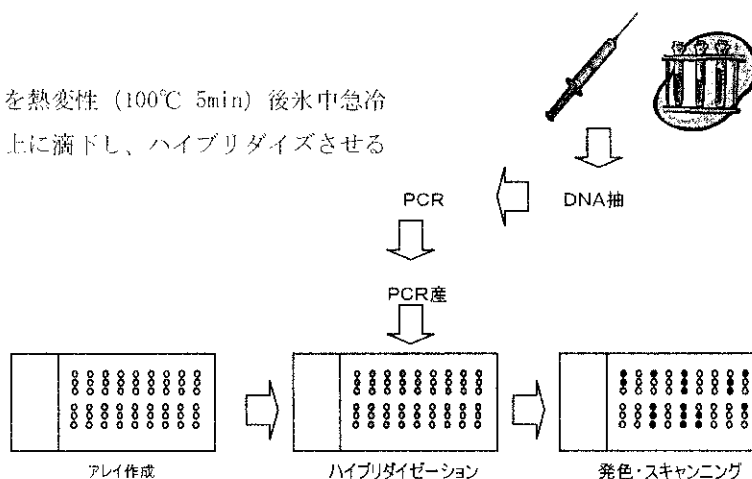 を熱変性 (100℃ 5min) 後氷中急冷
上に滴下し、ハイブリダイズさせる
PCR
DNA抽
PCR産
アレイ作成
ハイブリダイゼーション
発色・スキャンニング